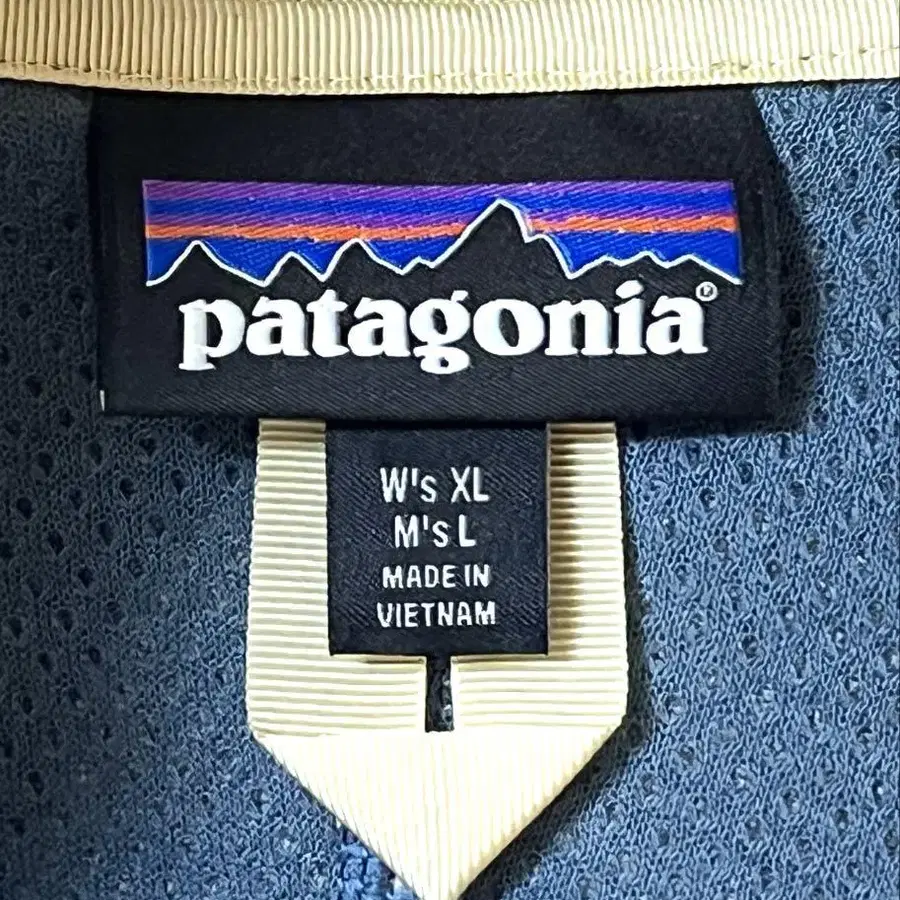 patagonia®
W's XL
M's L
MADE IN
VIETNAM